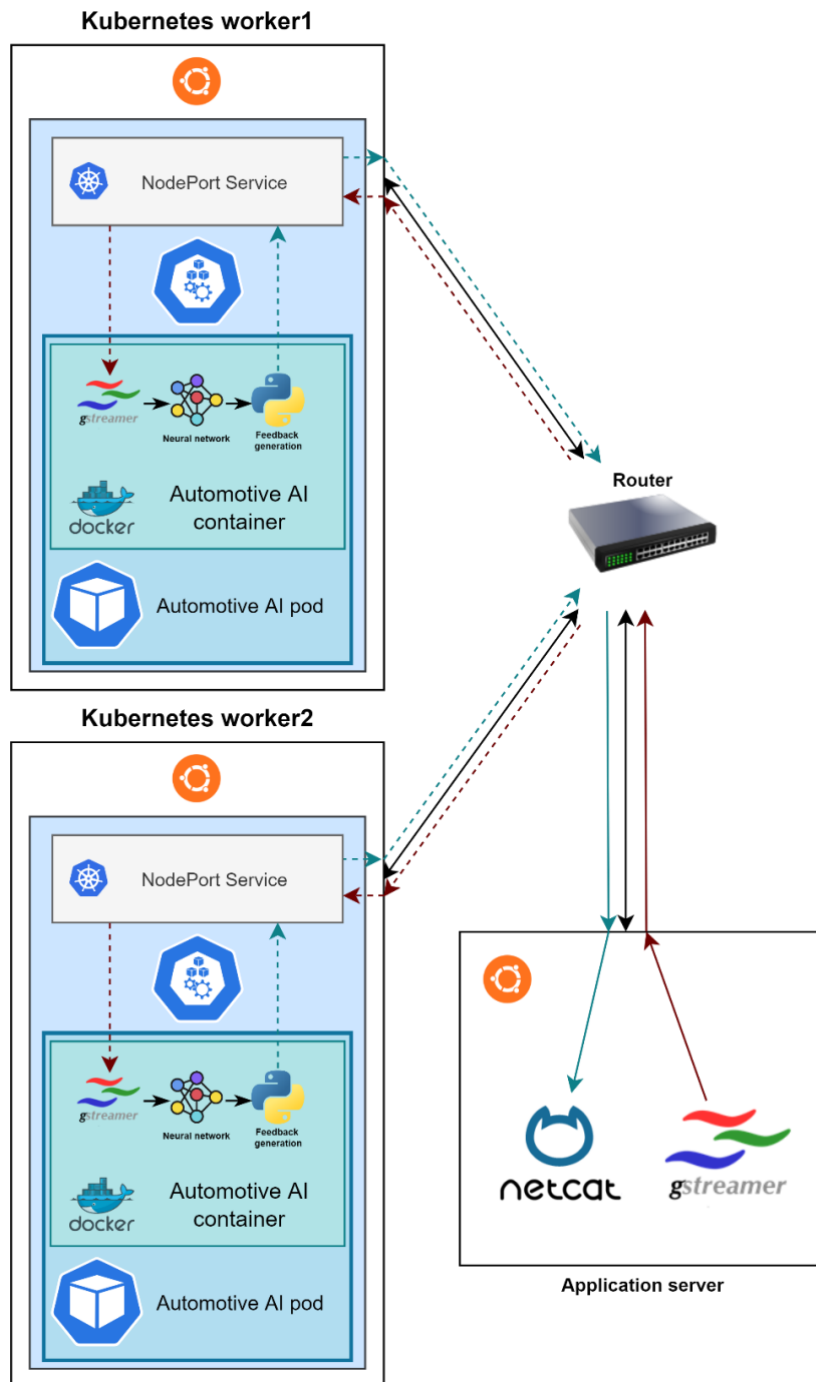 Kubernetes worker1
NodePort Service
gstreamer
Neural network
Feedback
generation
docker
Automotive AI
container
Automotive AI pod
Router
Kubernetes worker2
NodePort Service
gstreamer
Neural network
Feedback
generation
docker
Automotive AI
container
Automotive AI pod
netcat
gstreamer
Application server